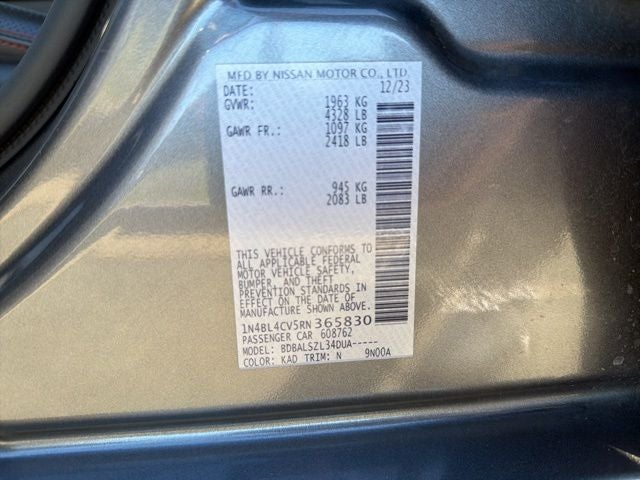 MFD BY NISSAN MOTOR CO., LTD.
DATE: 12/23
GVWR: 1963 KG
4328 LB
GAWR FR.: 1097 KG
2418 LB
GAWR RR.: 945 KG
2083 LB
THIS VEHICLE CONFORMS TO
ALL APPLICABLE FEDERAL
MOTOR VEHICLE SAFETY,
BUMPER, AND THEFT
PREVENTION STANDARDS IN
EFFECT ON THE DATE OF
MANUFACTURE SHOWN ABOVE.
1N4BL4CV5RN365830
PASSENGER CAR 608762
MODEL: BDBALSZL34DUA-----
COLOR: KAD TRIM: N 9N00A